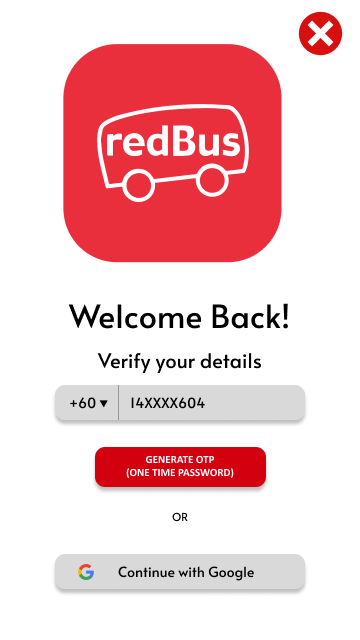 redBus
Welcome Back!
Verify your details
+60 ▾ 14XXXX604
GENERATE OTP
(ONE TIME PASSWORD)
OR
Continue with Google